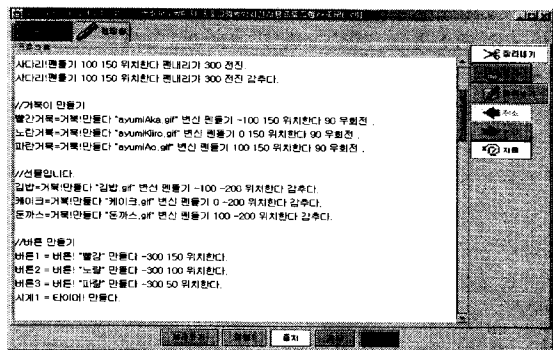 편집화면
프로그램
사다리!펜들기 100 150 위치한다 펜내리기 300 전진.
사다리!펜들기 100 150 위치한다 펜내리기 300 전진 감추다.
//거북이 만들기
빨간거북=거북!만들다 "ayumiAka.gif" 변신 펜들기 -100 150 위치한다 90 우회전 .
노란거북=거북!만들다 "ayumiKiiro.gif" 변신 펜들기 0 150 위치한다 90 우회전 .
파란거북=거북!만들다 "ayumiAo.gif" 변신 펜들기 100 150 위치한다 90 우회전 .
//선물입니다.
김밥=거북!만들다 "김밥.gif" 변신 펜들기 -100 -200 위치한다 감추다.
케이크=거북!만들다 "케이크.gif" 변신 펜들기 0 -200 위치한다 감추다.
돈까스=거북!만들다 "돈까스.gif" 변신 펜들기 100 -200 위치한다 감추다.
//버튼 만들기
버튼1 = 버튼! "빨강" 만들다 -300 150 위치한다.
버튼2 = 버튼! "노랑" 만들다 -300 100 위치한다.
버튼3 = 버튼! "파랑" 만들다 -300 50 위치한다.
시계1 = 타이머! 만들다.
잘라내기
취소
지움
정지